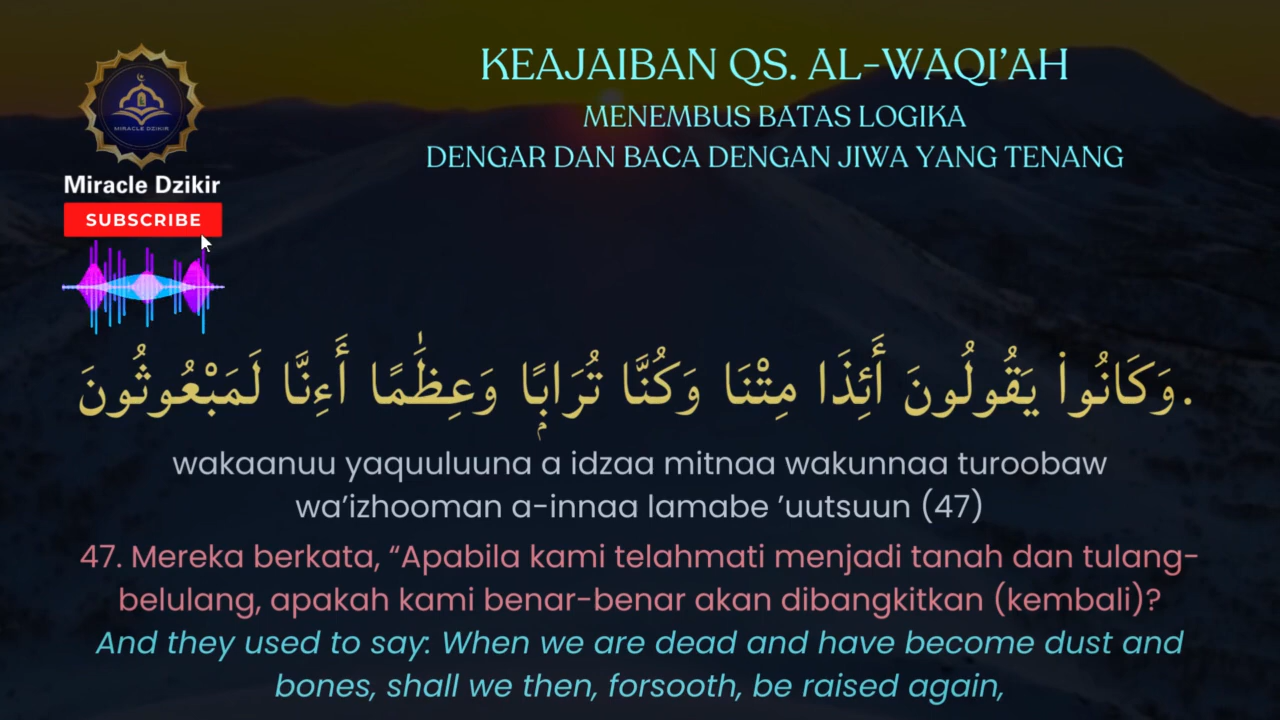 KEAJAIBAN QS. AL-WAQI'AH
MENEMBUS BATAS LOGIKA
DENGAR DAN BACA DENGAN JIWA YANG TENANG
MIRACLE DZIKIR
Miracle Dzikir
SUBSCRIBE
وَكَانُوا۟ يَقُولُونَ أَئِذَا مِتْنَا وَكُنَّا تُرَابًۭا وَعِظَٰمًا أَءِنَّا لَمَبْعُوثُونَ.
wakaanuu yaquuluuna a idzaa mitnaa wakunnaa turoobaw
wa’izhooman a-innaa lamabe ’uutsuun (47)
47. Mereka berkata, “Apabila kami telahmati menjadi tanah dan tulang-
belulang, apakah kami benar-benar akan dibangkitkan (kembali)?
And they used to say: When we are dead and have become dust and
bones, shall we then, forsooth, be raised again,